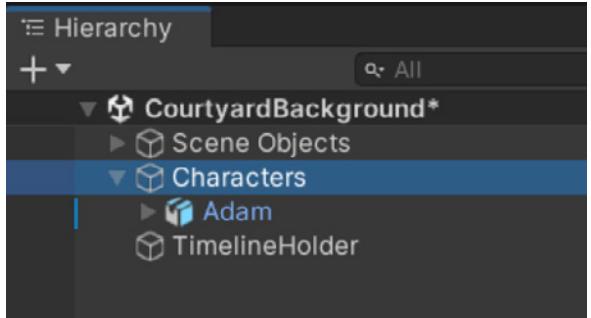 Hierarchy
All
CourtyardBackground*
Scene Objects
Characters
Adam
TimelineHolder